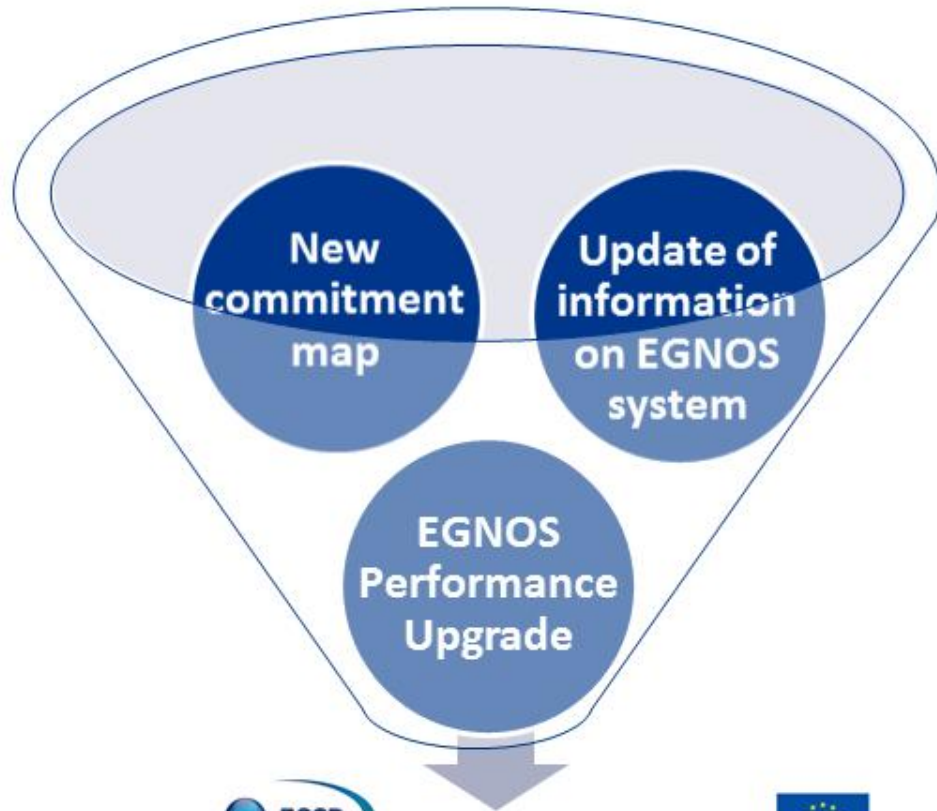 New
commitment
map
Update of
information
on EGNOS
system
EGNOS
Performance
Upgrade